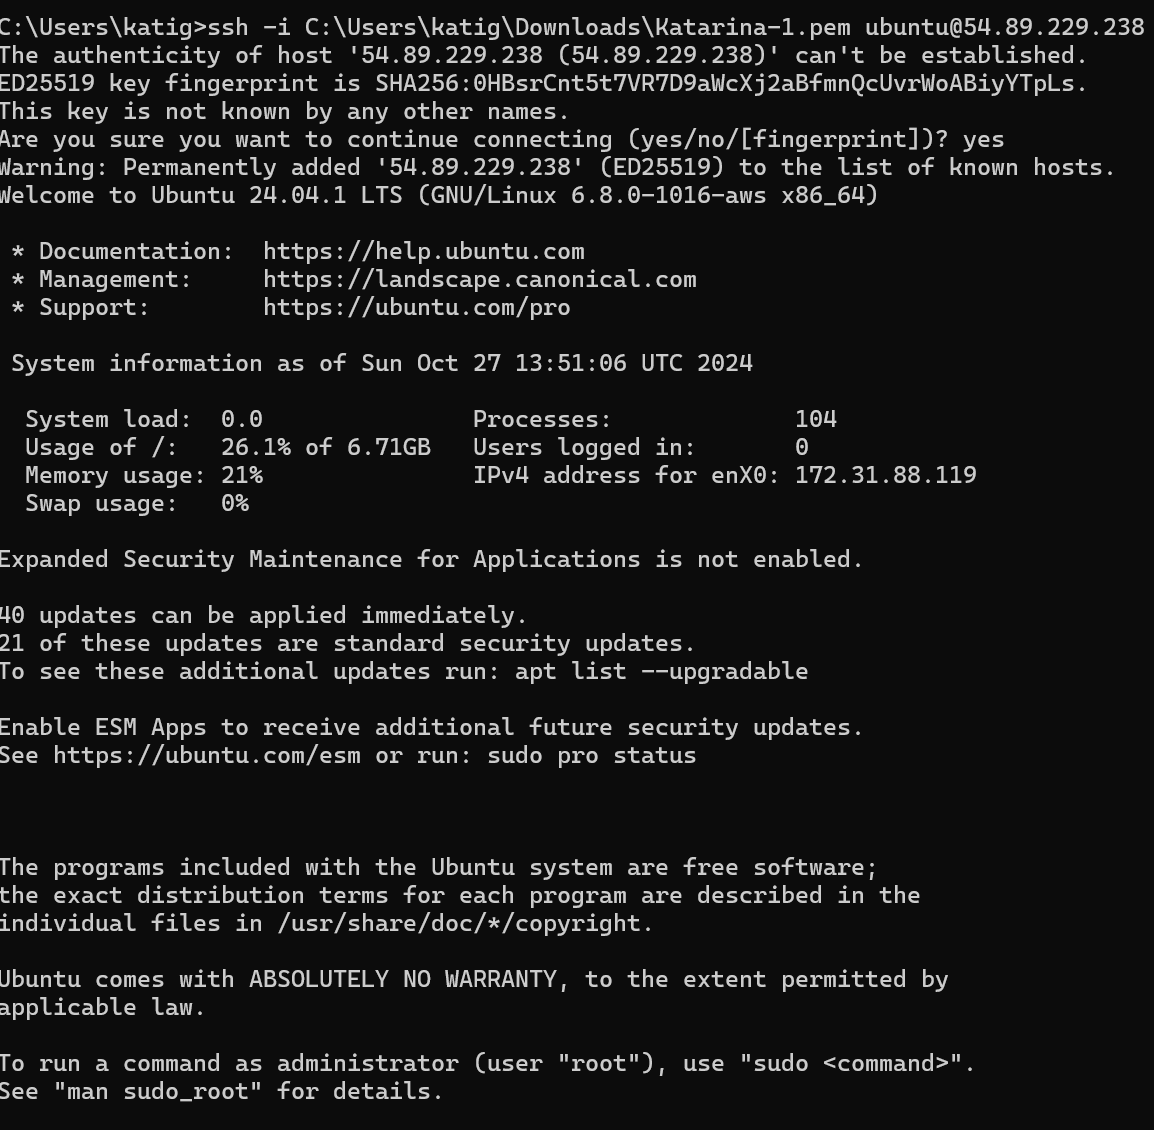 C:\Users\katig>ssh -i C:\Users\katig\Downloads\Katarina-1.pem ubuntu@54.89.229.238
The authenticity of host '54.89.229.238 (54.89.229.238)' can't be established.
ED25519 key fingerprint is SHA256:0HBsrCnt5t7VR7D9aWcXj2aBfmnQcUvrWoABiyYTpLs.
This key is not known by any other names.
Are you sure you want to continue connecting (yes/no/[fingerprint])? yes
Warning: Permanently added '54.89.229.238' (ED25519) to the list of known hosts.
Welcome to Ubuntu 24.04.1 LTS (GNU/Linux 6.8.0-1016-aws x86_64)

 * Documentation:  https://help.ubuntu.com
 * Management:     https://landscape.canonical.com
 * Support:        https://ubuntu.com/pro

 System information as of Sun Oct 27 13:51:06 UTC 2024

  System load:  0.0               Processes:             104
  Usage of /:   26.1% of 6.71GB   Users logged in:       0
  Memory usage: 21%               IPv4 address for enX0: 172.31.88.119
  Swap usage:   0%

Expanded Security Maintenance for Applications is not enabled.

40 updates can be applied immediately.
21 of these updates are standard security updates.
To see these additional updates run: apt list --upgradable

Enable ESM Apps to receive additional future security updates.
See https://ubuntu.com/esm or run: sudo pro status

The programs included with the Ubuntu system are free software;
the exact distribution terms for each program are described in the
individual files in /usr/share/doc/*/copyright.

Ubuntu comes with ABSOLUTELY NO WARRANTY, to the extent permitted by
applicable law.

To run a command as administrator (user "root"), use "sudo <command>".
See "man sudo_root" for details.